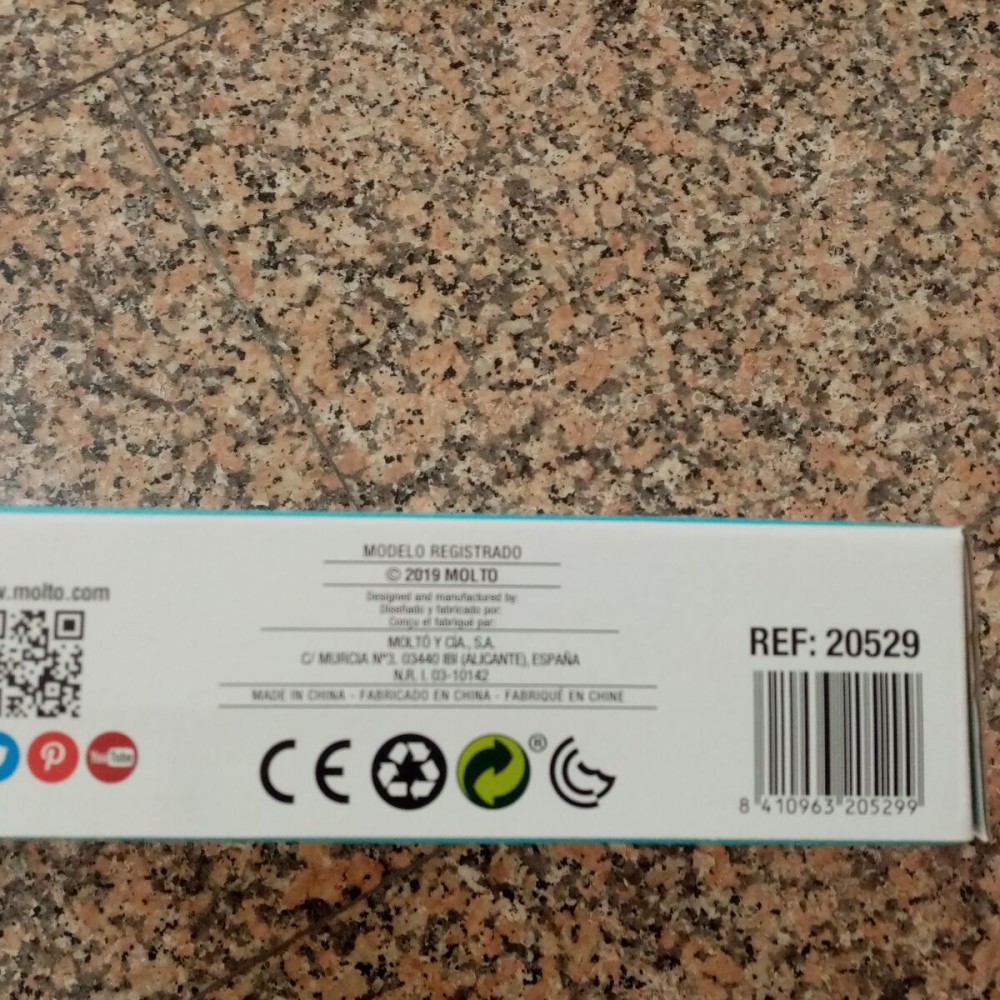 MODELO REGISTRADO
© 2019 MOLTO
Designed and manufactured by:
Diseñado y fabricado por:
Conçu et fabriqué par:
MOLTÓ Y CÍA., S.A.
C/ MURCIA Nº3. 03440 IBI (ALICANTE), ESPAÑA
N.R. I. 03-10142
MADE IN CHINA - FABRICADO EN CHINA - FABRIQUÉ EN CHINE
CE
®
.molto.com
YouTube
REF: 20529
8 410963 205299